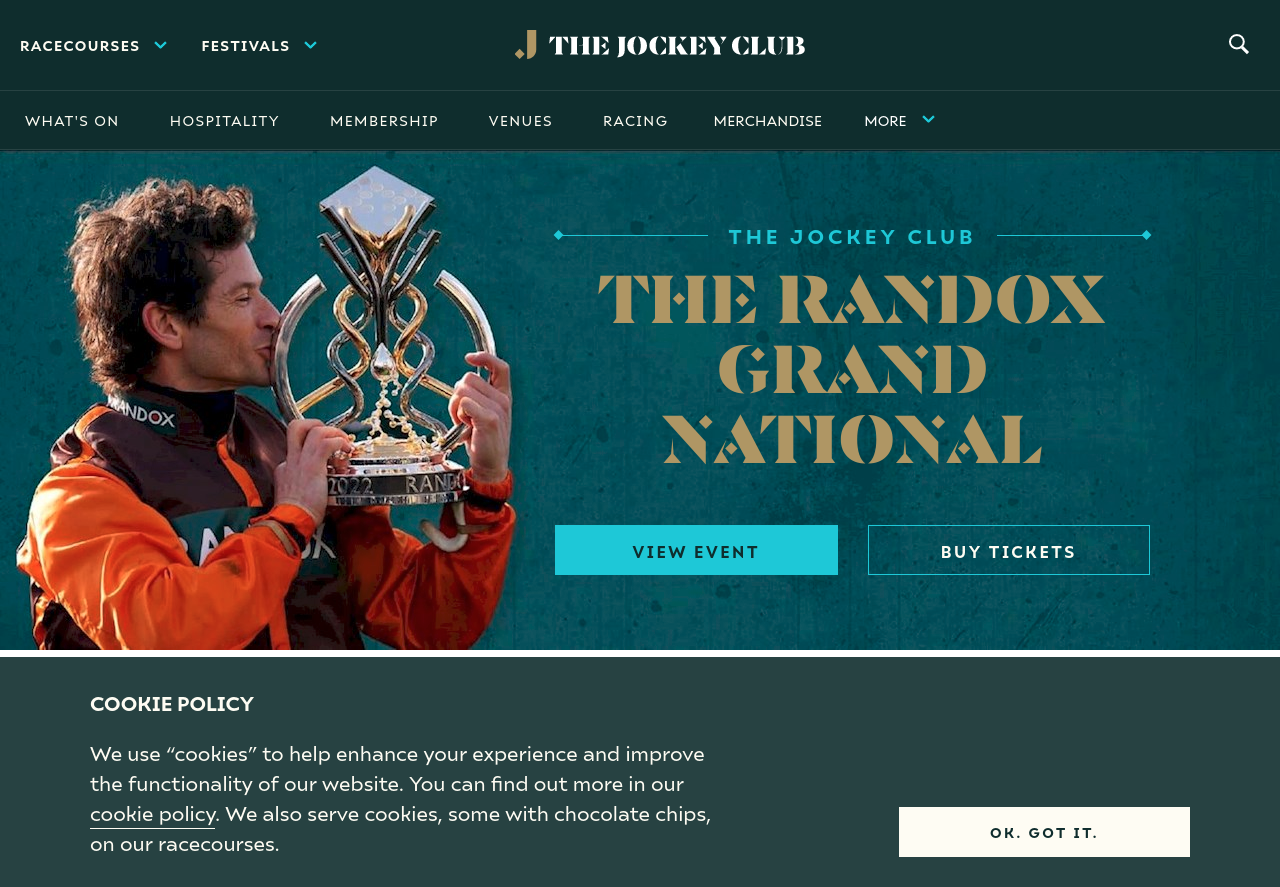 RACECOURSES
FESTIVALS
THE JOCKEY CLUB
WHAT'S ON
HOSPITALITY
MEMBERSHIP
VENUES
RACING
MERCHANDISE
MORE
THE JOCKEY CLUB
THE RANDOX
GRAND
NATIONAL
VIEW EVENT
BUY TICKETS
RANDOX
2022
COOKIE POLICY
We use “cookies” to help enhance your experience and improve
the functionality of our website. You can find out more in our
cookie policy. We also serve cookies, some with chocolate chips,
on our racecourses.
OK. GOT IT.